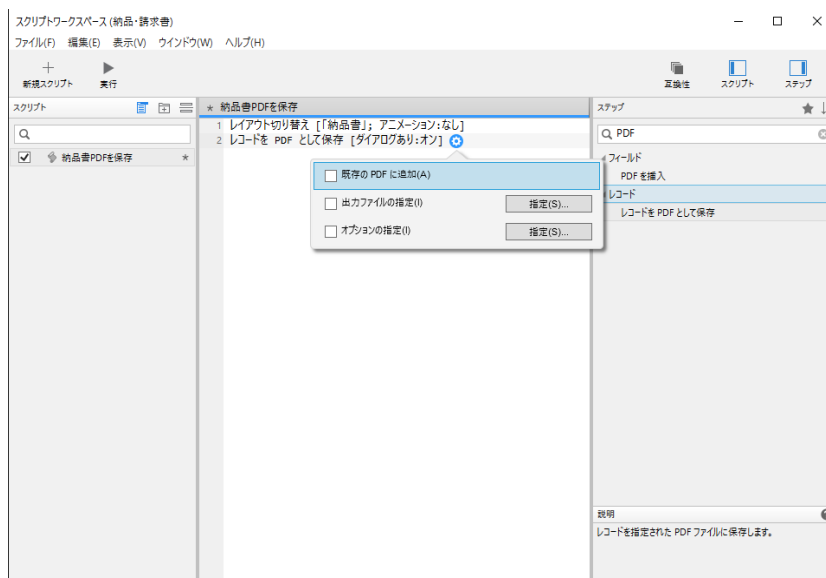 スクリプトワークスペース (納品・請求書)
ファイル(F) 編集(E) 表示(V) ウインドウ(W) ヘルプ(H)
新規スクリプト 実行 互換性 スクリプト ステップ
スクリプト
* 納品書PDFを保存
ステップ
1 レイアウト切り替え [「納品書」; アニメーション:なし]
2 レコードを PDF として保存 [ダイアログあり:オン]
納品書PDFを保存 *
既存の PDF に追加(A)
出力ファイルの指定(I) 指定(S)...
オプションの指定(I) 指定(S)...
PDF
フィールド
PDF を挿入
レコード
レコードを PDF として保存
説明
レコードを指定された PDF ファイルに保存します。